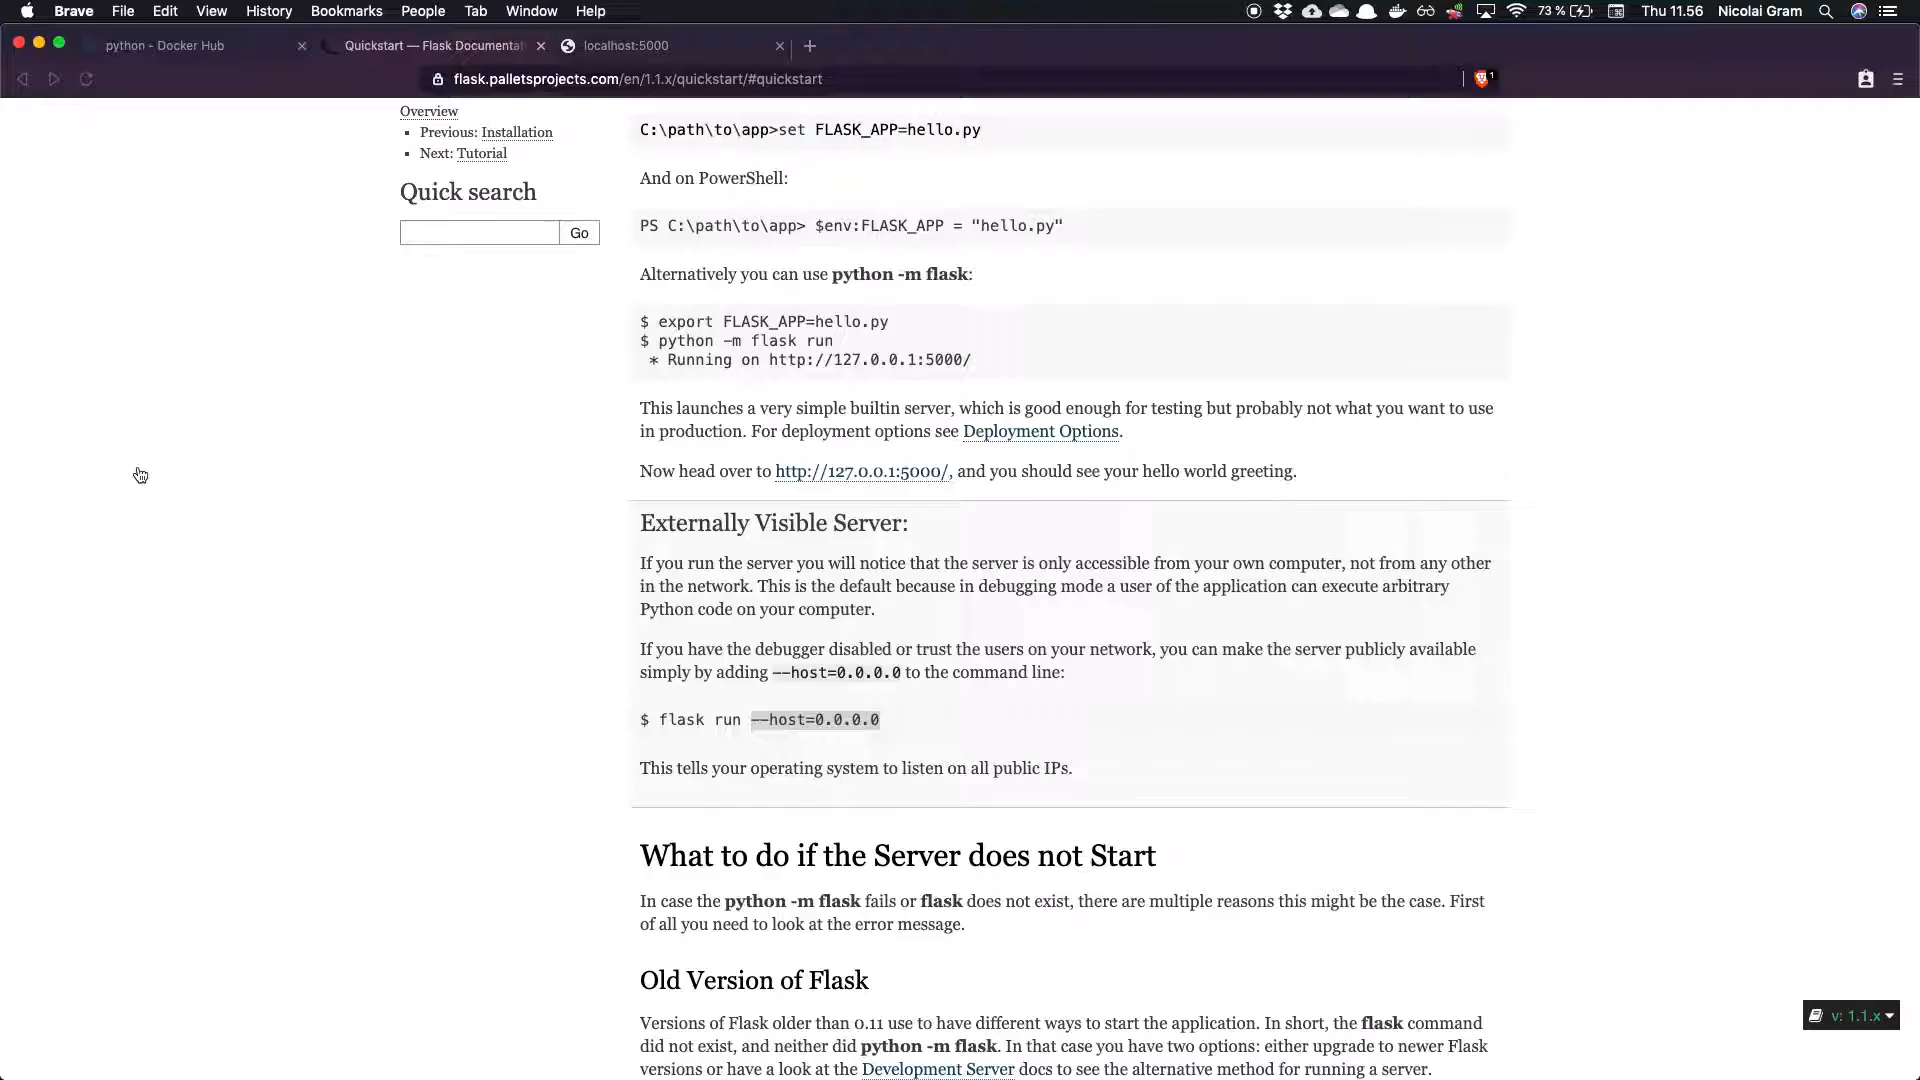 Brave File Edit View History Bookmarks People Tab Window Help 73 % Thu 11.56 Nicolai Gram
python - Docker Hub Quickstart — Flask Documenta localhost:5000
flask.palletsprojects.com/en/1.1.x/quickstart/#quickstart 1
Overview
Previous: Installation
Next: Tutorial
Quick search
Go
C:\path\to\app>set FLASK_APP=hello.py
And on PowerShell:
PS C:\path\to\app> $env:FLASK_APP = "hello.py"
Alternatively you can use python -m flask:
$ export FLASK_APP=hello.py
$ python -m flask run
* Running on http://127.0.0.1:5000/
This launches a very simple builtin server, which is good enough for testing but probably not what you want to use
in production. For deployment options see Deployment Options.
Now head over to http://127.0.0.1:5000/, and you should see your hello world greeting.
Externally Visible Server:
If you run the server you will notice that the server is only accessible from your own computer, not from any other
in the network. This is the default because in debugging mode a user of the application can execute arbitrary
Python code on your computer.
If you have the debugger disabled or trust the users on your network, you can make the server publicly available
simply by adding --host=0.0.0.0 to the command line:
$ flask run --host=0.0.0.0
This tells your operating system to listen on all public IPs.
What to do if the Server does not Start
In case the python -m flask fails or flask does not exist, there are multiple reasons this might be the case. First
of all you need to look at the error message.
Old Version of Flask
Versions of Flask older than 0.11 use to have different ways to start the application. In short, the flask command
did not exist, and neither did python -m flask. In that case you have two options: either upgrade to newer Flask
versions or have a look at the Development Server docs to see the alternative method for running a server.
v: 1.1.x